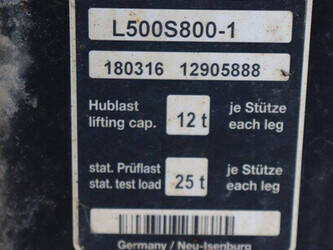 L500S800-1
180316 12905888
Hublast je Stütze
lifting cap. 12 t each leg
stat. Prüflast je Stütze
stat. test load 25 t each leg
Germany / Neu-Isenburg